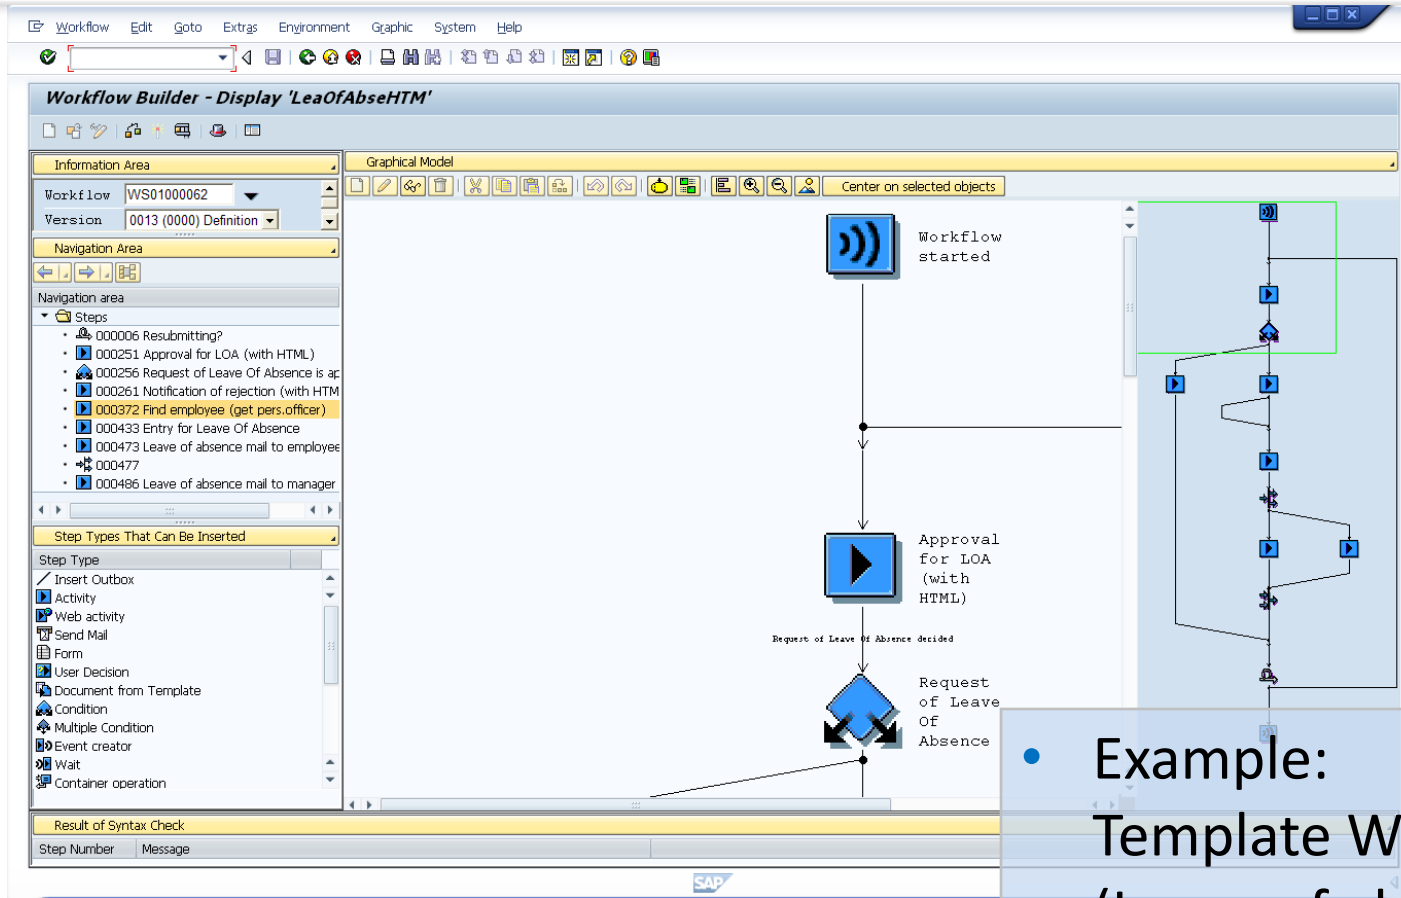 Workflow Edit Goto Extras Environment Graphic System Help
Workflow Builder - Display 'LeaOfAbseHTM'
Information Area
Workflow WS01000062
Version 0013 (0000) Definition
Navigation Area
Navigation area
Steps
000006 Resubmitting?
000251 Approval for LOA (with HTML)
000256 Request of Leave Of Absence is ap
000261 Notification of rejection (with HTM
000372 Find employee (get pers.officer)
000433 Entry for Leave Of Absence
000473 Leave of absence mail to employee
000477
000486 Leave of absence mail to manager
Step Types That Can Be Inserted
Step Type
Insert Outbox
Activity
Web activity
Send Mail
Form
User Decision
Document from Template
Condition
Multiple Condition
Event creator
Wait
Container operation
Graphical Model
Center on selected objects
Workflow
started
Approval
for LOA
(with
HTML)
Request of Leave Of Absence decided
Request
of Leave
Of
Absence
• Example:
Template W
Result of Syntax Check
Step Number Message
SAP